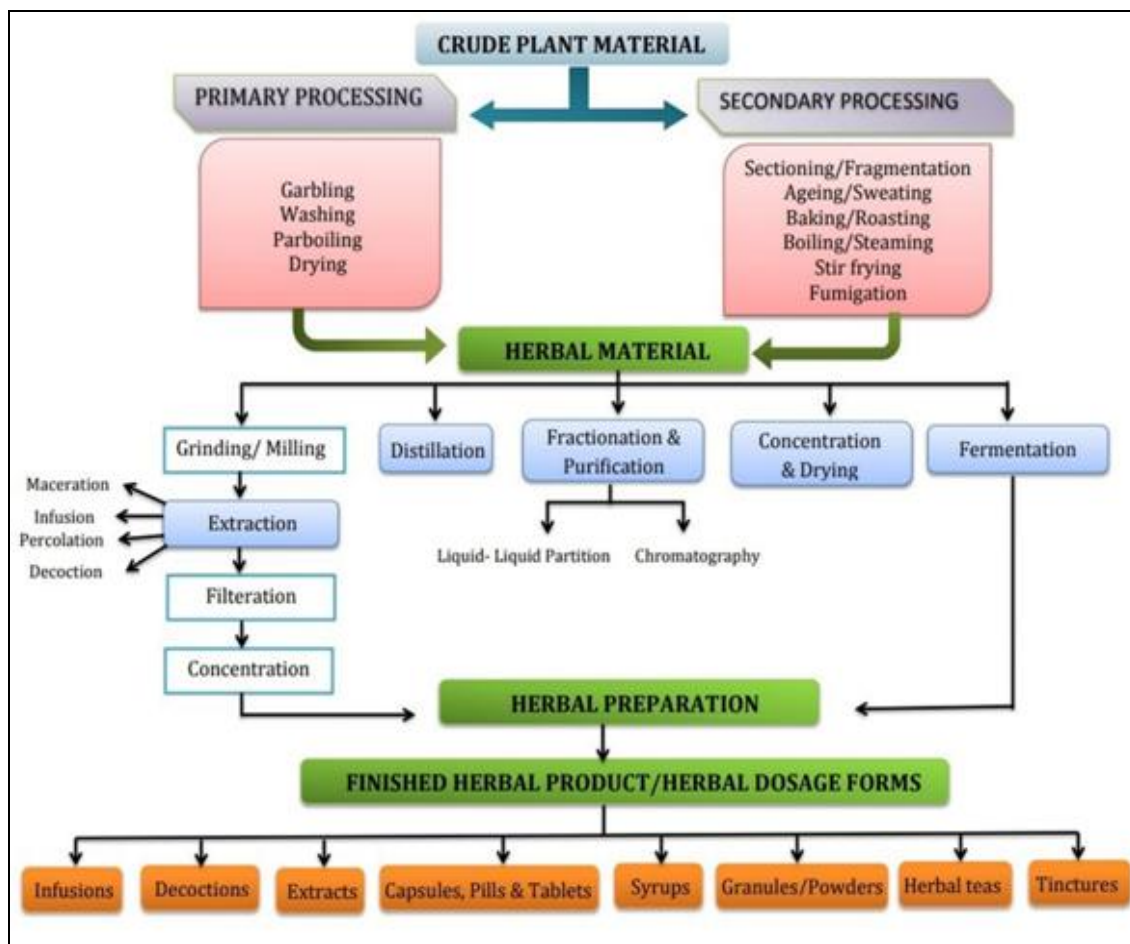 CRUDE PLANT MATERIAL
PRIMARY PROCESSING
SECONDARY PROCESSING
Garbling
Washing
Parboiling
Drying
Sectioning/Fragmentation
Ageing/Sweating
Baking/Roasting
Boiling/Steaming
Stir frying
Fumigation
HERBAL MATERIAL
Grinding/ Milling
Distillation
Fractionation &
Purification
Concentration
& Drying
Fermentation
Maceration
Infusion
Percolation
Decoction
Extraction
Liquid- Liquid Partition
Chromatography
Filteration
Concentration
HERBAL PREPARATION
FINISHED HERBAL PRODUCT/HERBAL DOSAGE FORMS
Infusions
Decoctions
Extracts
Capsules, Pills & Tablets
Syrups
Granules/Powders
Herbal teas
Tinctures